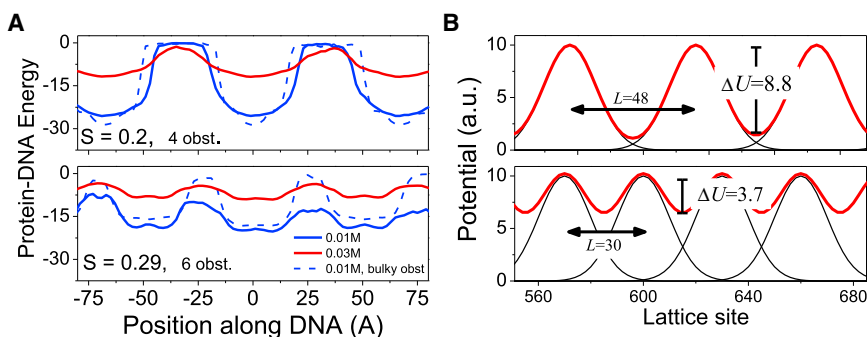 A
Protein-DNA Energy
0
-15
-30
S = 0.2, 4 obst.
0
-15
-30
S = 0.29, 6 obst.
0.01M
0.03M
0.01M, bulky obst
-75 -50 -25 0 25 50 75
Position along DNA (A)
B
Potential (a.u.)
10
5
0
L=48
ΔU=8.8
10
5
0
L=30
ΔU=3.7
560 600 640 680
Lattice site